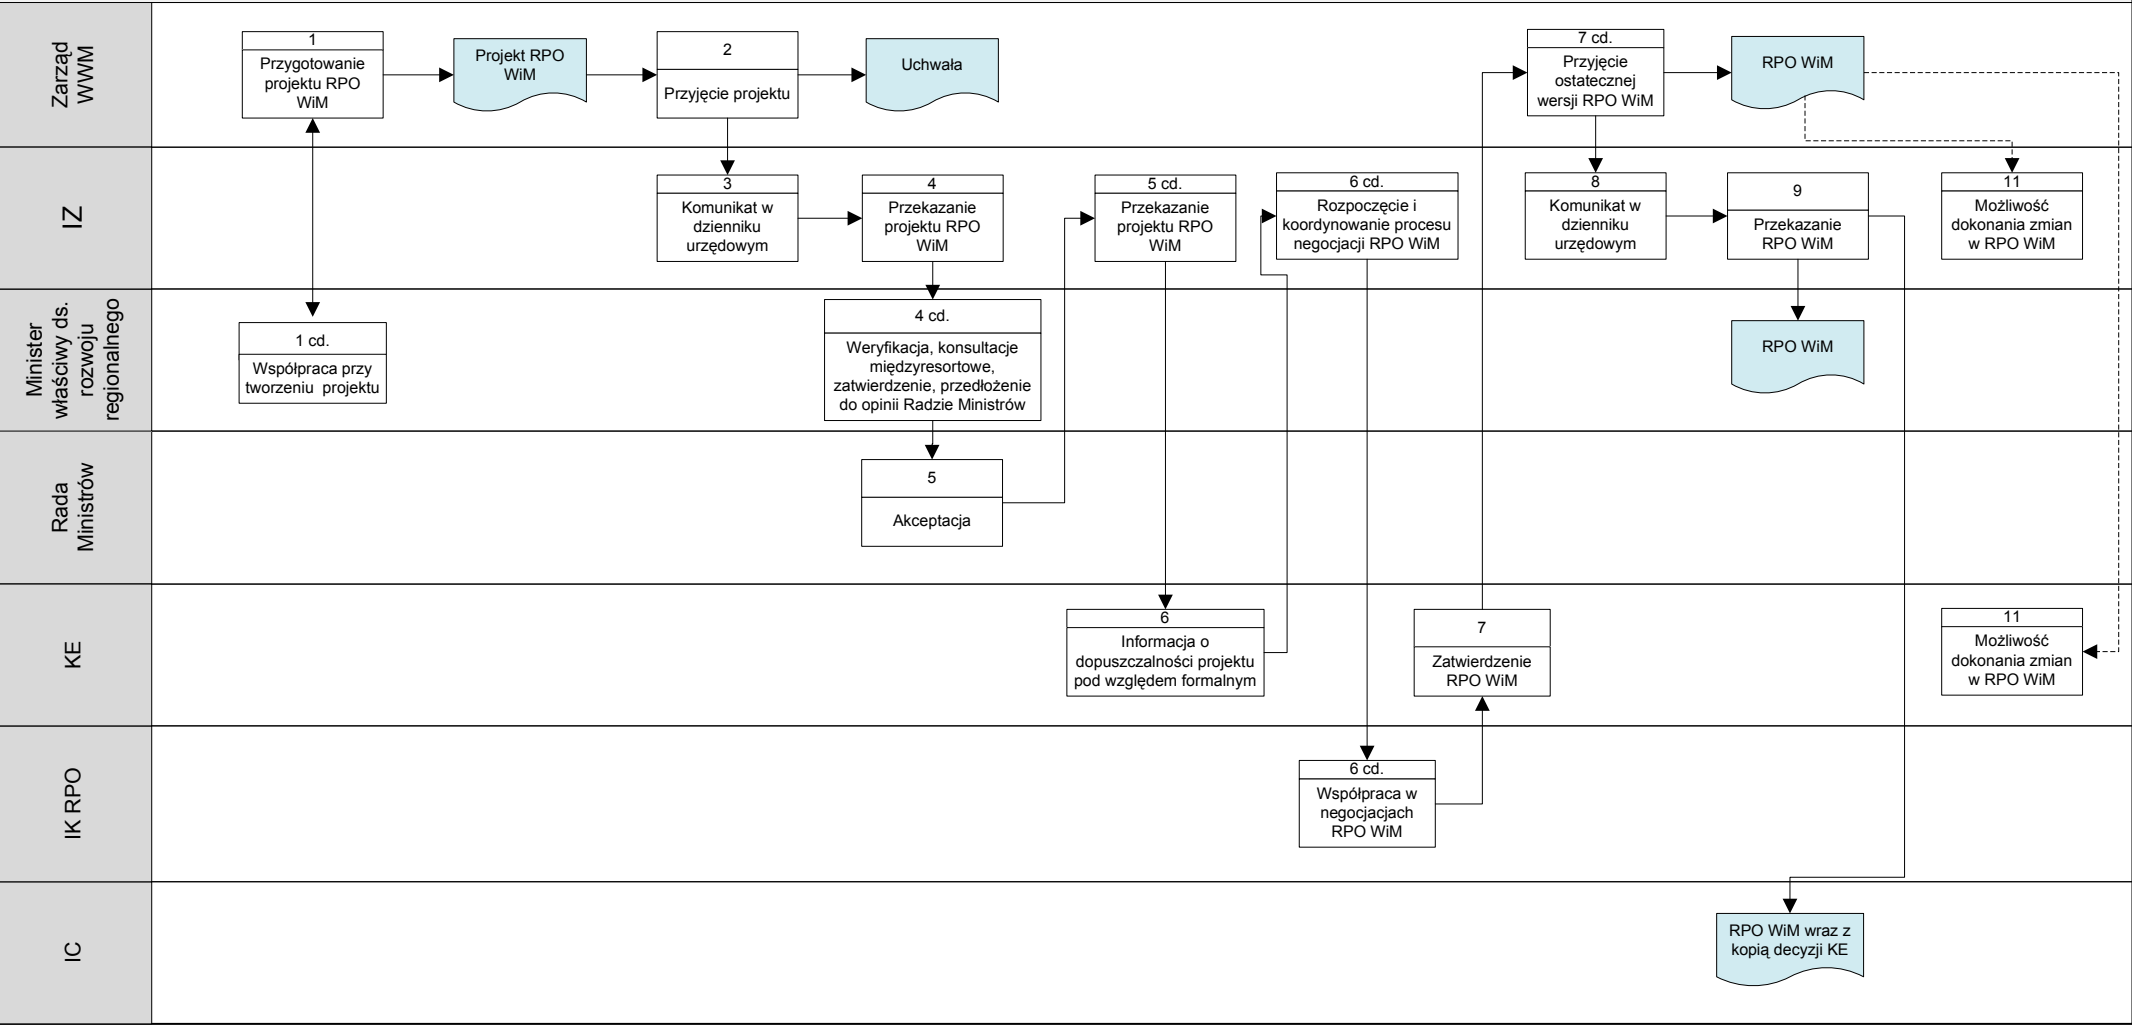 Zarząd
WWM
1
Przygotowanie
projektu RPO
WiM
Projekt RPO
WiM
2
Przyjęcie projektu
Uchwała
7 cd.
Przyjęcie
ostatecznej
wersji RPO WiM
RPO WiM
IZ
3
Komunikat w
dzienniku
urzędowym
4
Przekazanie
projektu RPO
WiM
5 cd.
Przekazanie
projektu RPO
WiM
6 cd.
Rozpoczęcie i
koordynowanie procesu
negocjacji RPO WiM
8
Komunikat w
dzienniku
urzędowym
9
Przekazanie
RPO WiM
11
Możliwość
dokonania zmian
w RPO WiM
Minister
właściwy ds.
rozwoju
regionalnego
1 cd.
Współpraca przy
tworzeniu projektu
4 cd.
Weryfikacja, konsultacje
międzyresortowe,
zatwierdzenie, przedłożenie
do opinii Radzie Ministrów
RPO WiM
Rada
Ministrów
5
Akceptacja
KE
6
Informacja o
dopuszczalności projektu
pod względem formalnym
7
Zatwierdzenie
RPO WiM
11
Możliwość
dokonania zmian
w RPO WiM
IK RPO
6 cd.
Współpraca w
negocjacjach
RPO WiM
IC
RPO WiM wraz z
kopią decyzji KE